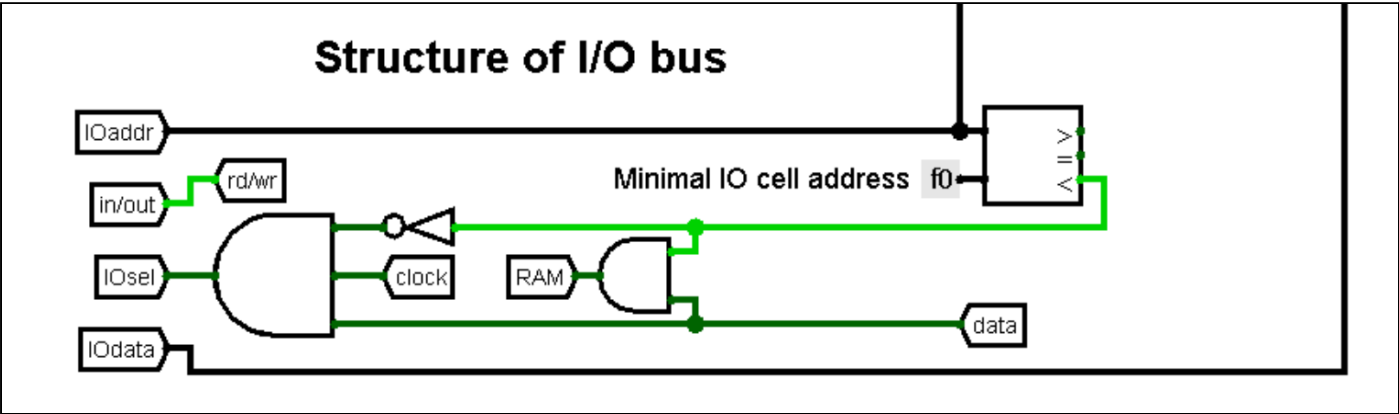 Structure of I/O bus
IOaddr
>
=
<
rd/wr
Minimal IO cell address f0
in/out
IOsel
clock
RAM
data
IOdata